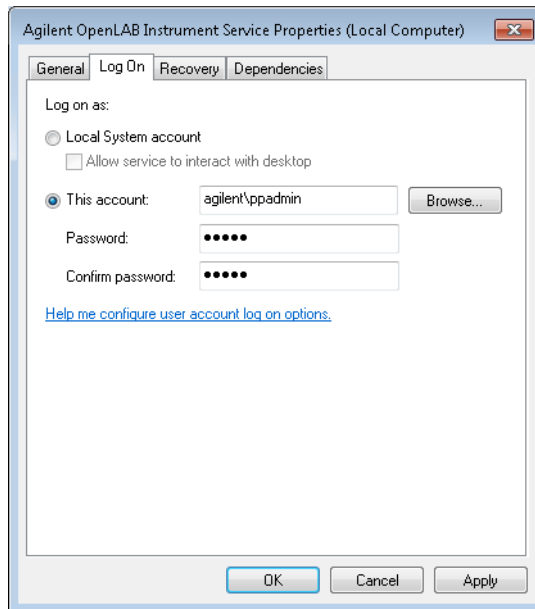 Agilent OpenLAB Instrument Service Properties (Local Computer)
General Log On Recovery Dependencies
Log on as:
Local System account
Allow service to interact with desktop
This account: agilent\ppadmin Browse...
Password: ●●●●●
Confirm password: ●●●●●
Help me configure user account log on options.
OK Cancel Apply